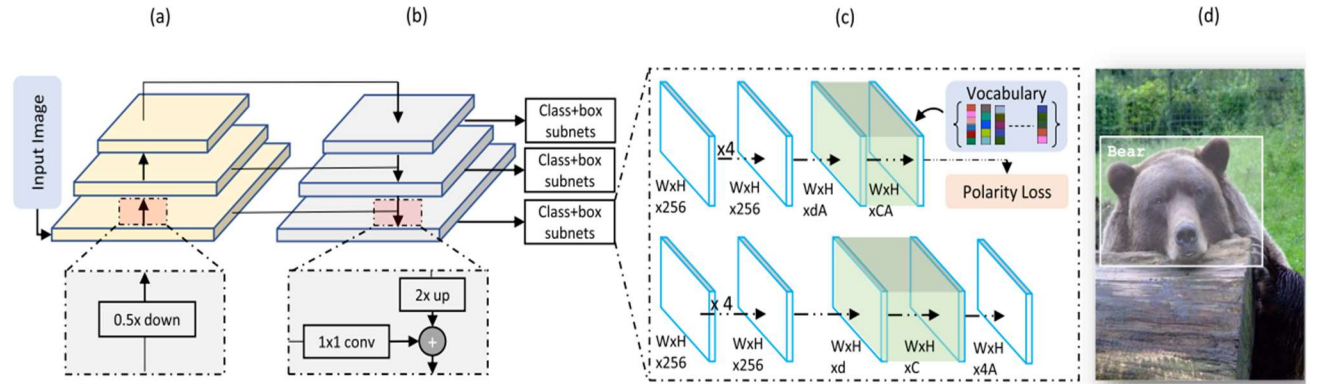 (a)
(b)
(c)
(d)
Input Image
0.5x down
2x up
1x1 conv
+
Class+box
subnets
Class+box
subnets
Class+box
subnets
x4
WxH
x256
WxH
x256
WxH
xdA
WxH
xCA
Vocabulary
Polarity Loss
x 4
WxH
x256
WxH
x256
WxH
xd
WxH
xC
WxH
x4A
Bear